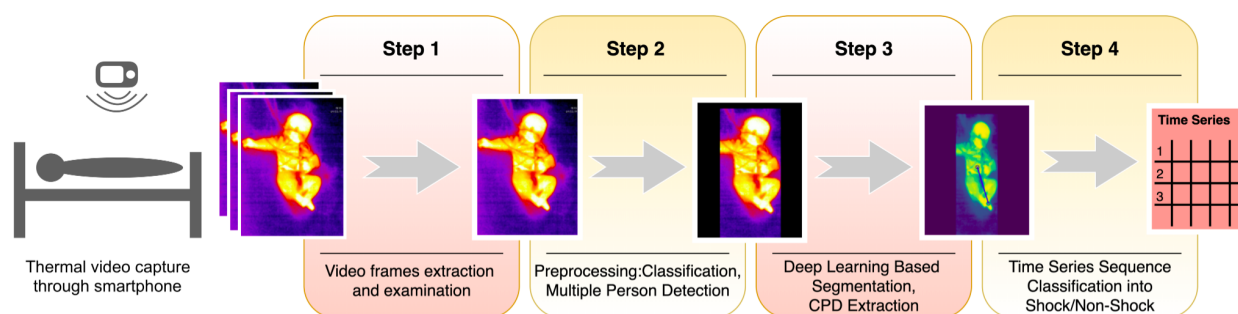 Thermal video capture
through smartphone
Step 1
Video frames extraction
and examination
Step 2
Preprocessing:Classification,
Multiple Person Detection
Step 3
Deep Learning Based
Segmentation,
CPD Extraction
Step 4
Time Series Sequence
Classification into
Shock/Non-Shock
Time Series
1
2
3